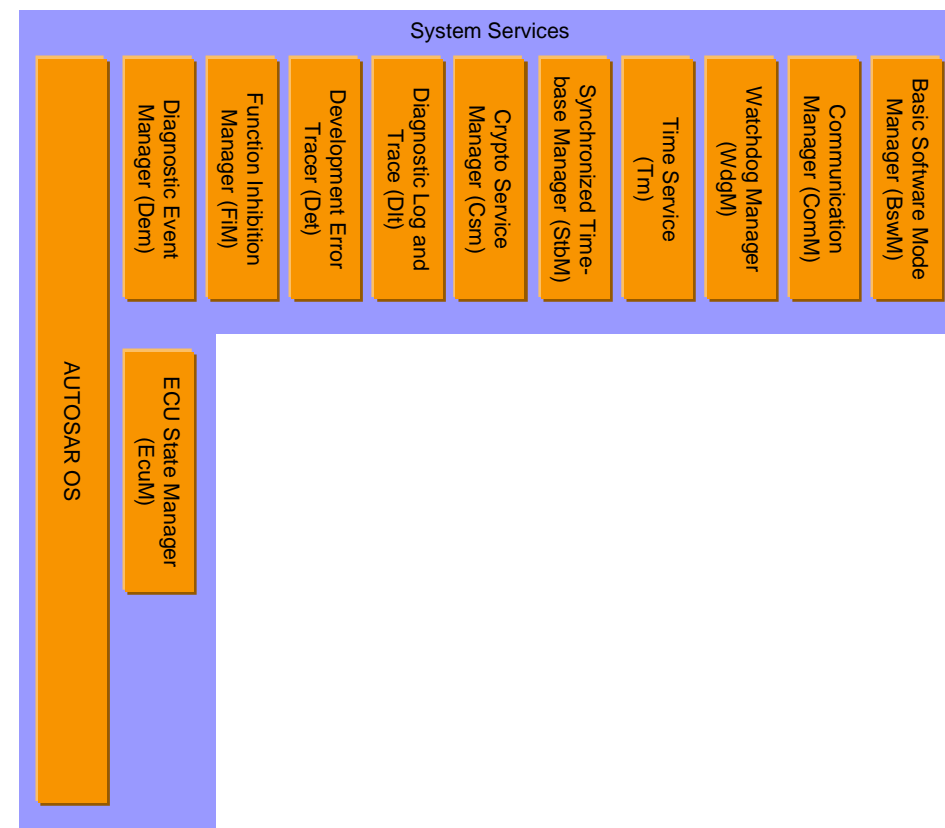 System Services
AUTOSAR OS
Diagnostic Event
Manager (Dem)
Function Inhibition
Manager (FiM)
Development Error
Tracer (Det)
Diagnostic Log and
Trace (Dlt)
Crypto Service
Manager (Csm)
Synchronized Time-
base Manager (StbM)
Time Service
(Tm)
Watchdog Manager
(WdgM)
Communication
Manager (ComM)
Basic Software Mode
Manager (BswM)
ECU State Manager
(EcuM)